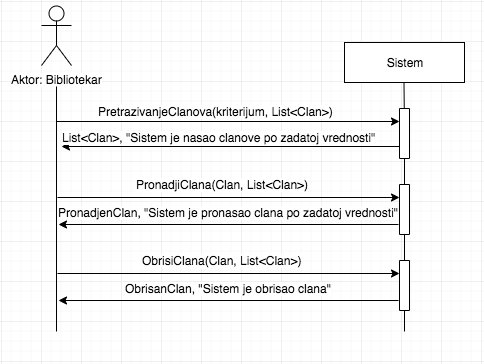 Aktor: Bibliotekar
Sistem
PretrazivanjeClanova(kriterijum, List<Clan>)
List<Clan>, "Sistem je nasao clanove po zadatoj vrednosti"
PronadjiClana(Clan, List<Clan>)
PronadjenClan, "Sistem je pronasao clana po zadatoj vrednosti"
ObrisiClana(Clan, List<Clan>)
ObrisanClan, "Sistem je obrisao clana"